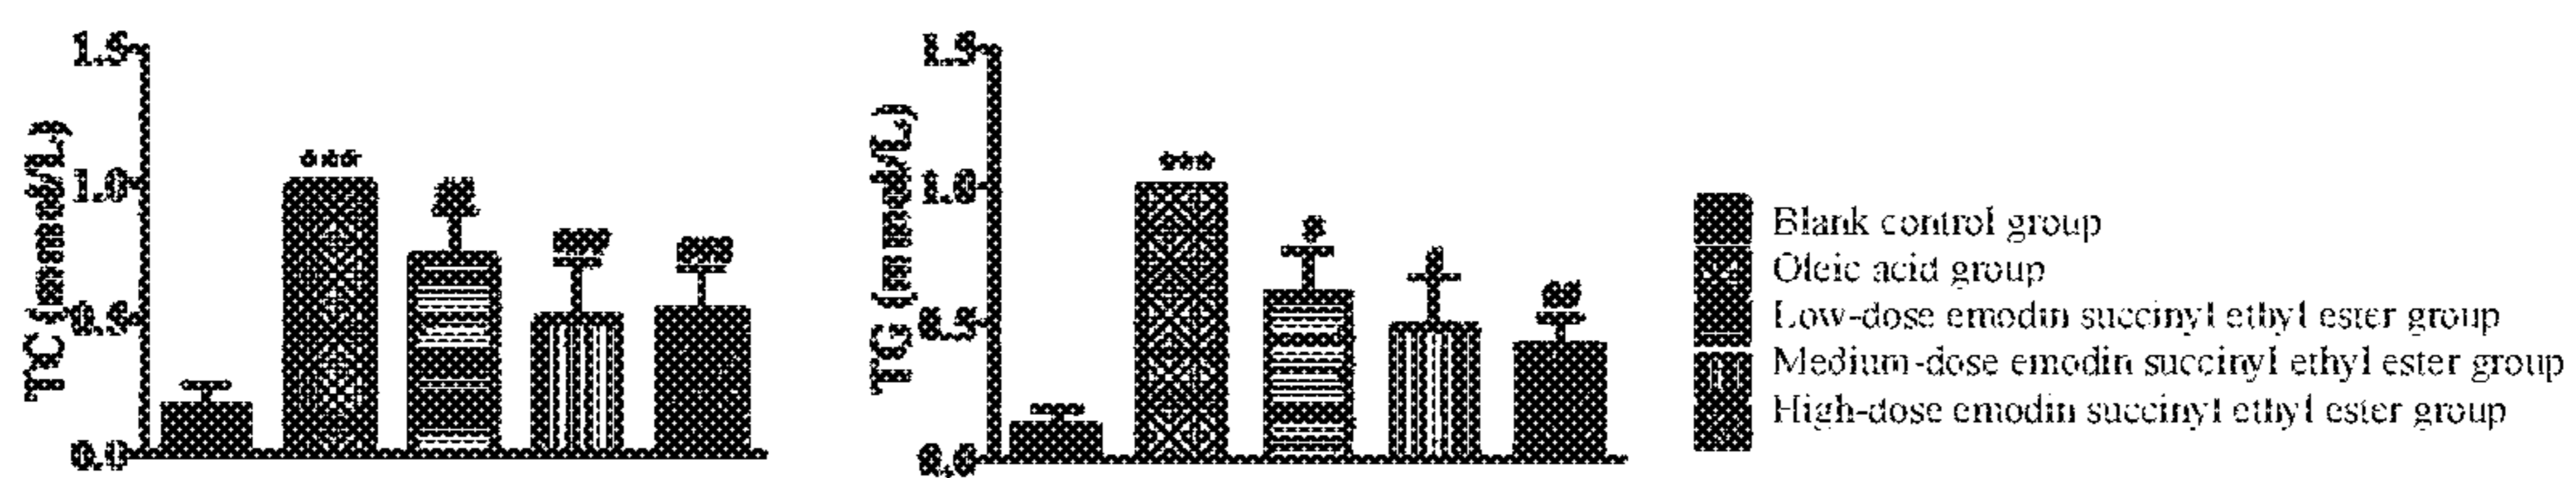 TC (mmol/L)
1.5
1.0
0.5
0.0
***
##
###
###
TG (mmol/L)
1.5
1.0
0.5
0.0
***
#
#
##
Blank control group
Oleic acid group
Low-dose emodin succinyl ethyl ester group
Medium-dose emodin succinyl ethyl ester group
High-dose emodin succinyl ethyl ester group